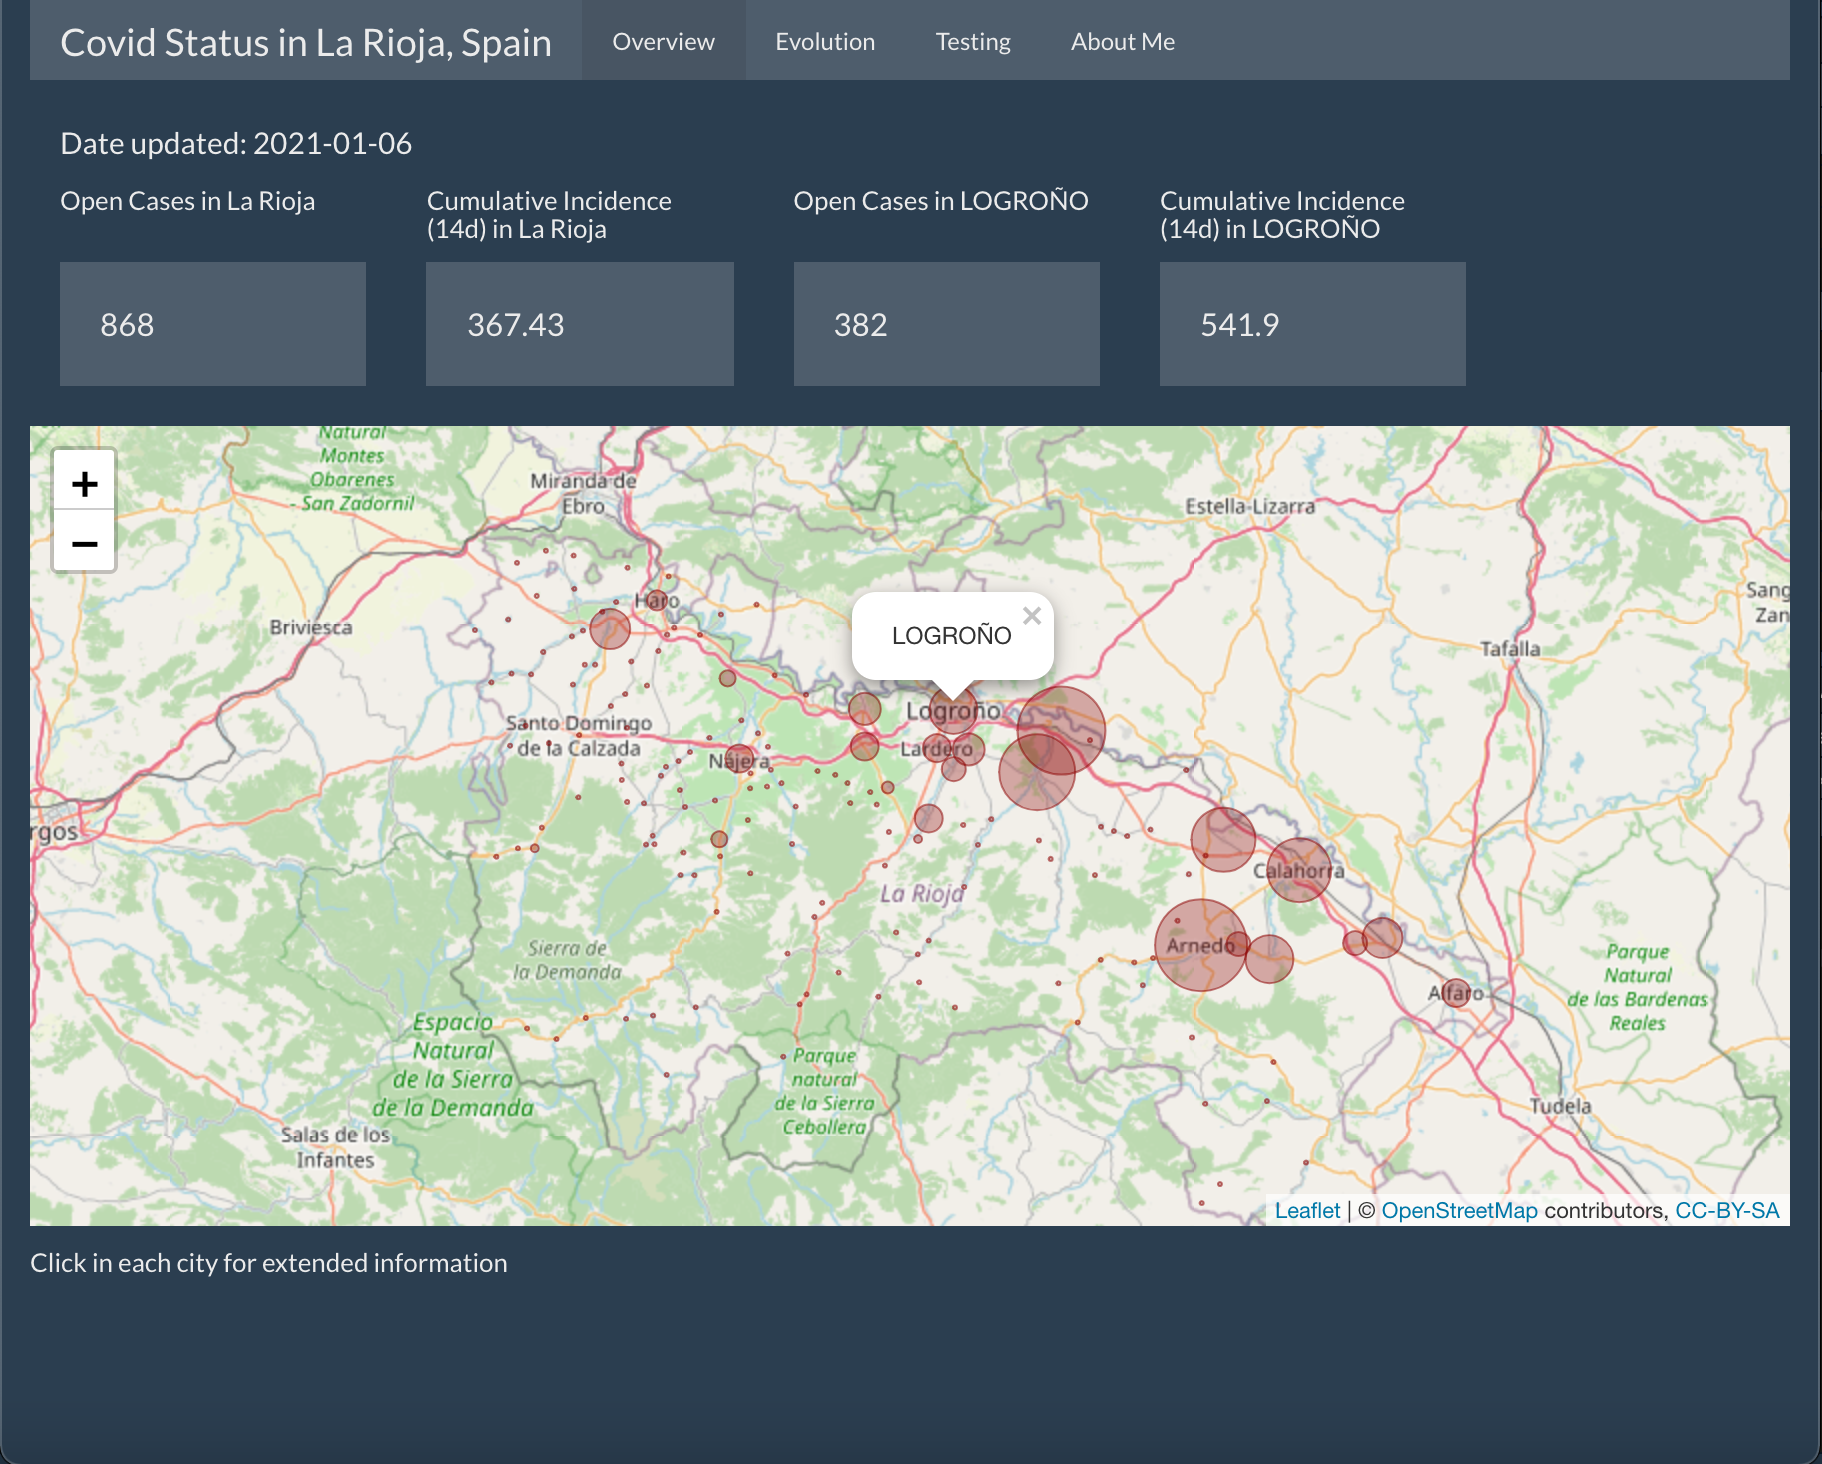 Covid Status in La Rioja, Spain
Overview
Evolution
Testing
About Me
Date updated: 2021-01-06
Open Cases in La Rioja
Cumulative Incidence
(14d) in La Rioja
Open Cases in LOGROÑO
Cumulative Incidence
(14d) in LOGROÑO
868
367.43
382
541.9
+
−
Natural
Montes
Obarenes
- San Zadornil
Miranda de
Ebro
Estella-Lizarra
Sang
Zan
Haro
Briviesca
LOGROÑO
×
Tafalla
Logroño
Santo Domingo
de la Calzada
Lardero
Nájera
rgos
Calahorra
La Rioja
Arnedo
Sierra de
la Demanda
Parque
Natural
de las Bardenas
Reales
Alfaro
Espacio
Natural
de la Sierra
de la Demanda
Parque
natural
de la Sierra
Cebollera
Tudela
Salas de los
Infantes
Leaflet | © OpenStreetMap contributors, CC-BY-SA
Click in each city for extended information